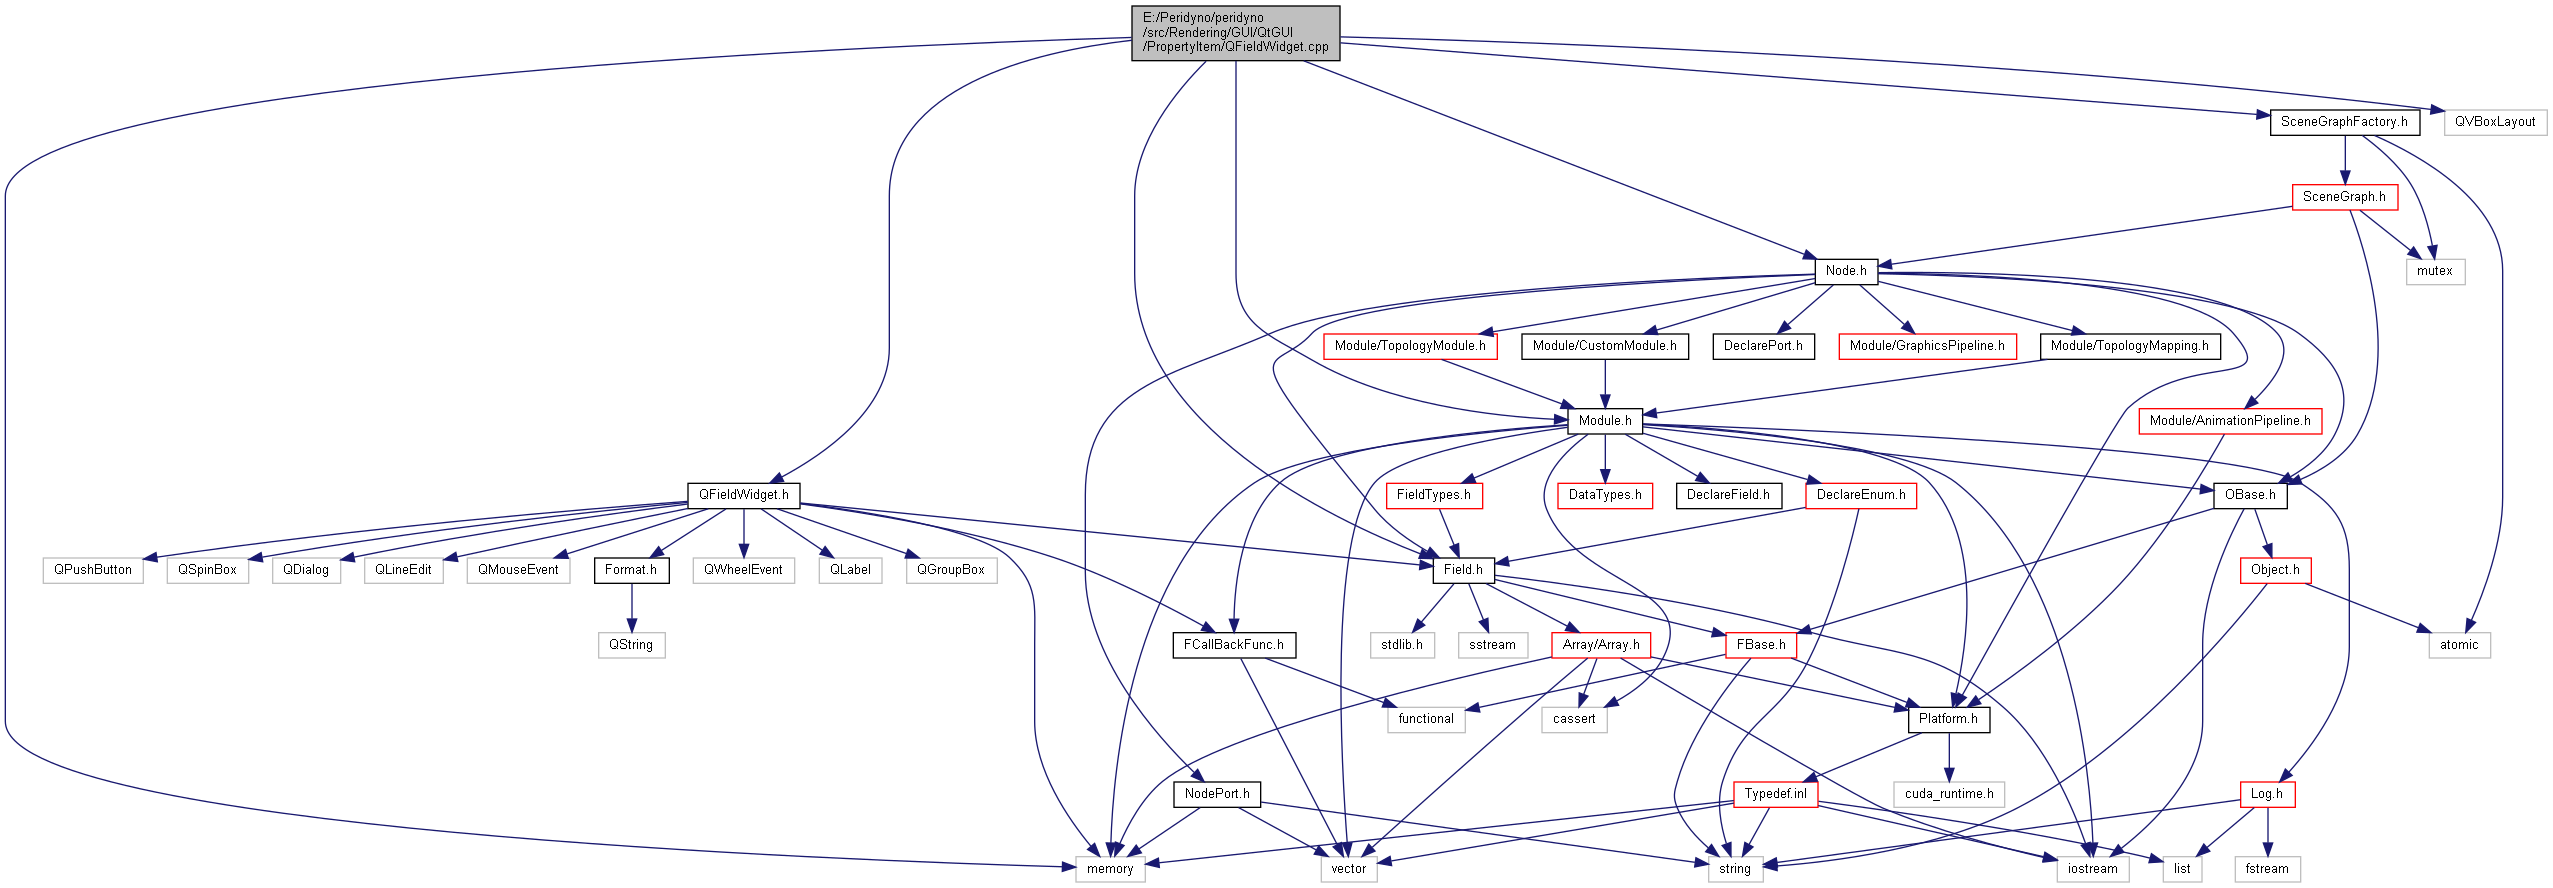 E:/Peridyno/peridyno
/src/Rendering/GUI/QtGUI
/PropertyItem/QFieldWidget.cpp
SceneGraphFactory.h
QVBoxLayout
SceneGraph.h
Node.h
mutex
Module/TopologyModule.h
Module/CustomModule.h
DeclarePort.h
Module/GraphicsPipeline.h
Module/TopologyMapping.h
Module.h
Module/AnimationPipeline.h
QFieldWidget.h
FieldTypes.h
DataTypes.h
DeclareField.h
DeclareEnum.h
OBase.h
QPushButton
QSpinBox
QDialog
QLineEdit
QMouseEvent
Format.h
QWheelEvent
QLabel
QGroupBox
Field.h
Object.h
QString
FCallBackFunc.h
stdlib.h
sstream
Array/Array.h
FBase.h
atomic
functional
cassert
Platform.h
NodePort.h
Typedef.inl
cuda_runtime.h
Log.h
memory
vector
string
iostream
list
fstream